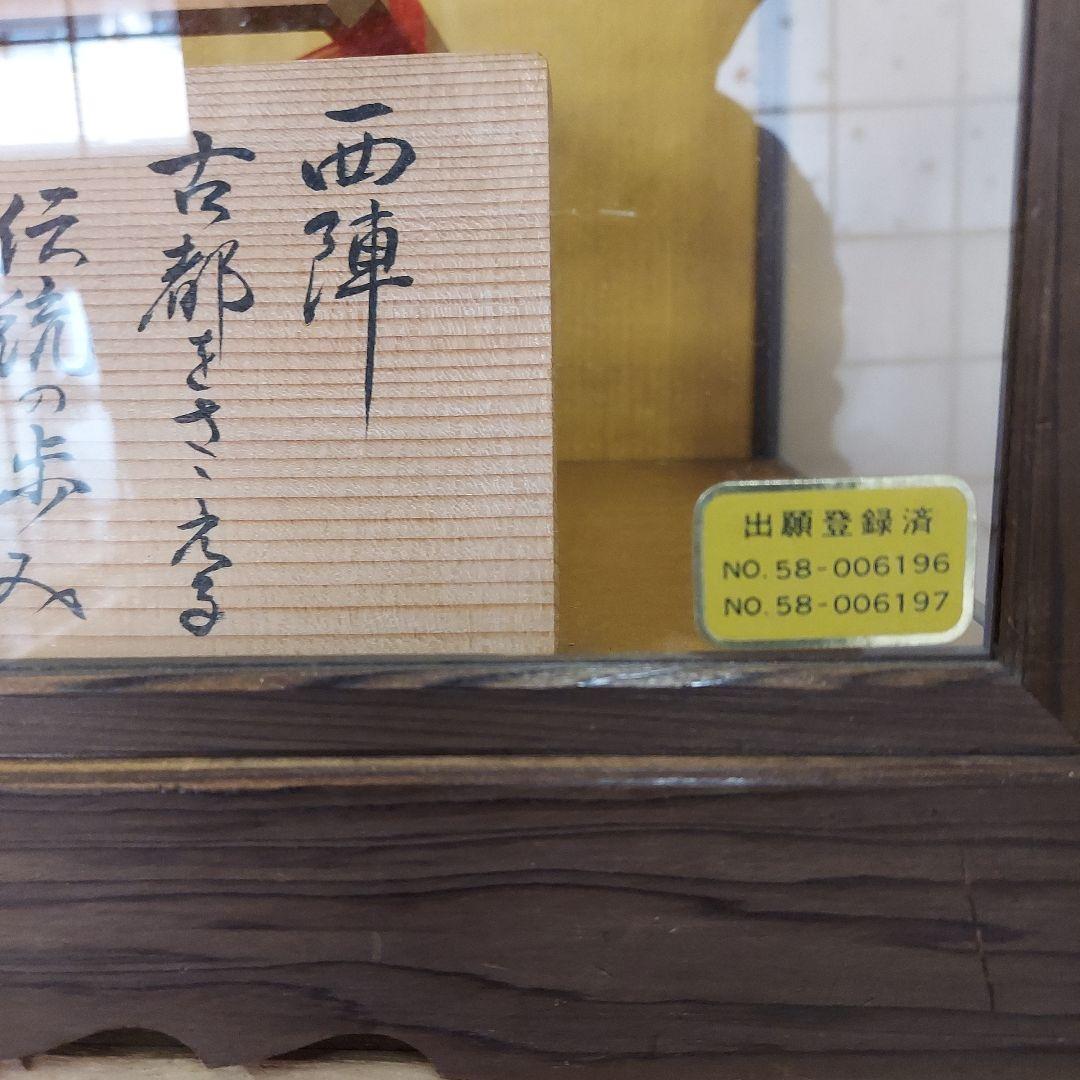 西陣
古都をさゝえる
伝統の歩み
出願登録済
NO. 58-006196
NO. 58-006197